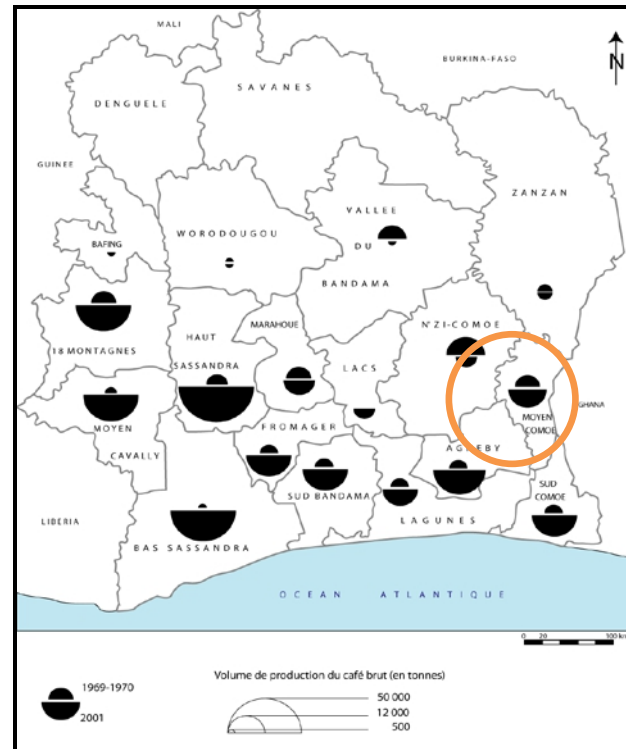 MALI
BURKINA-FASO
N
SAVANES
DENGUELE
GUINEE
ZANZAN
VALLEE
WORODOUGOU
DU
BAFING
BANDAMA
MARAHOUE
N'ZI-COMOE
HAUT
18 MONTAGNES
SASSANDRA
LACS
GHANA
MOYEN
COMOE
FROMAGER
MOYEN
AGNEBY
CAVALLY
SUD
COMOE
SUD BANDAMA
LIBERIA
LAGUNES
BAS SASSANDRA
OCEAN ATLANTIQUE
0 20 100 km
Volume de production du café brut (en tonnes)
1969-1970
50 000
12 000
2001
500